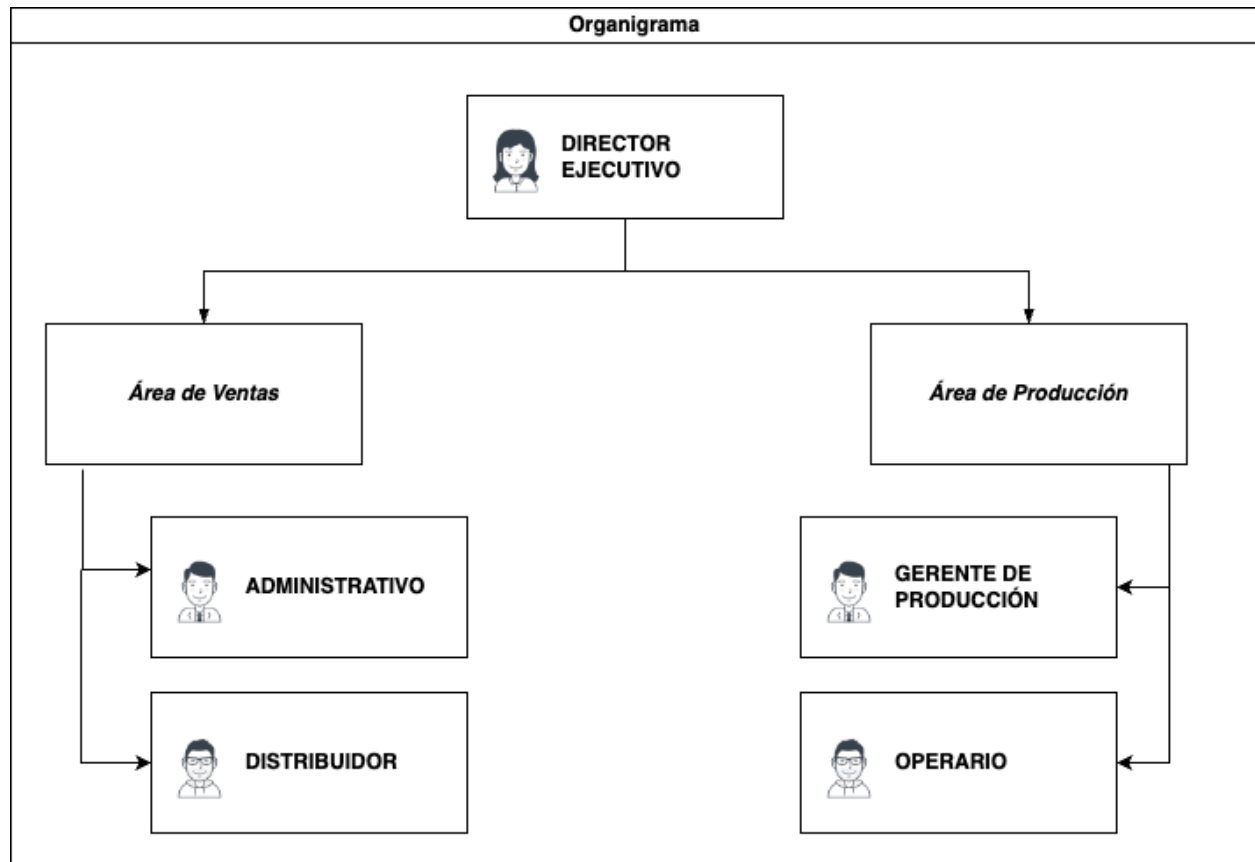 Organigrama
DIRECTOR
EJECUTIVO
Área de Ventas
Área de Producción
ADMINISTRATIVO
GERENTE DE
PRODUCCIÓN
DISTRIBUIDOR
OPERARIO